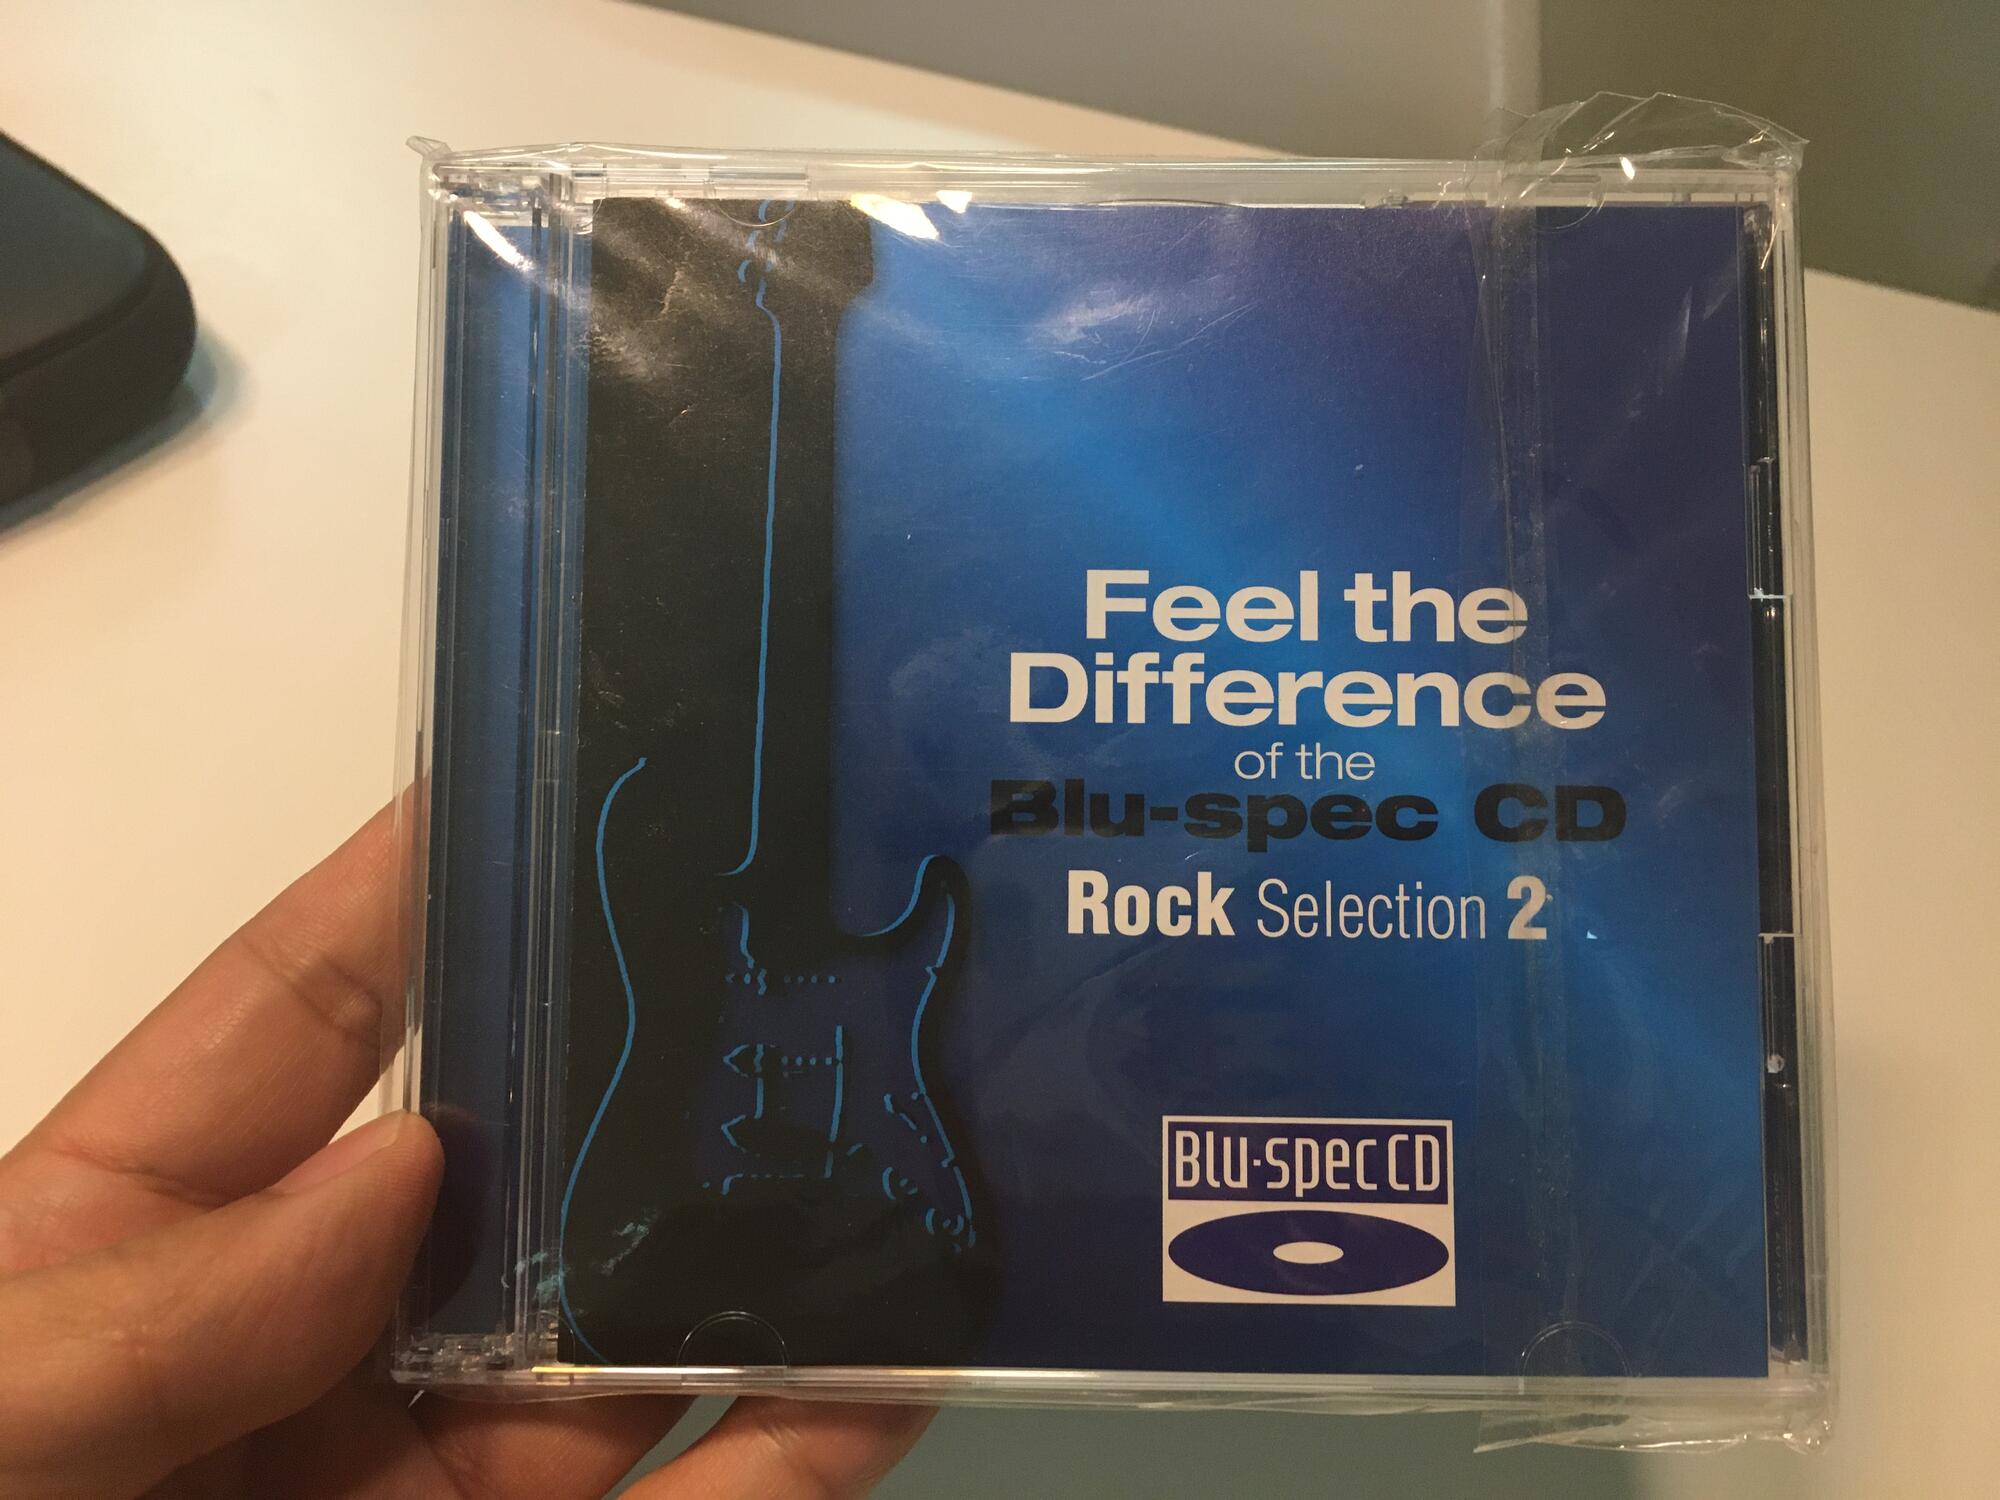 Feel the
Difference
of the
Blu-spec CD
Rock Selection 2
Blu-spec CD